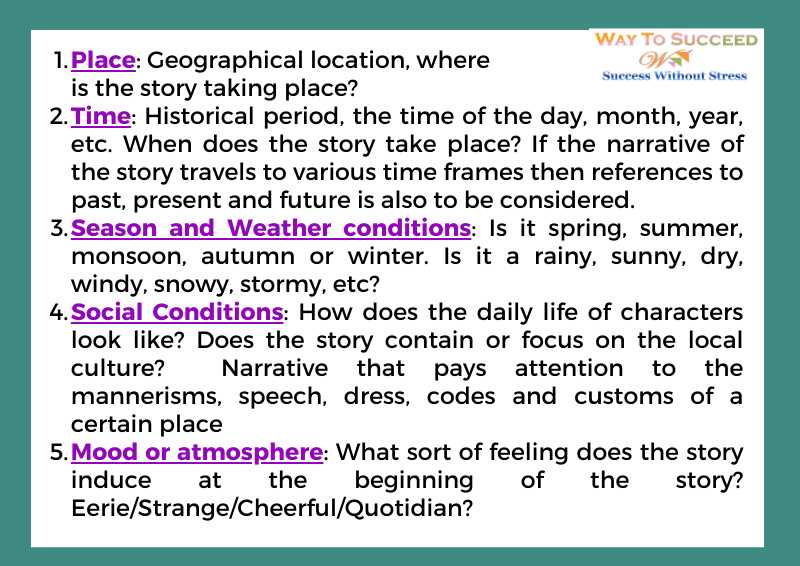 WAY TO SUCCEED
Success Without Stress
1. Place: Geographical location, where
is the story taking place?
2. Time: Historical period, the time of the day, month, year,
etc. When does the story take place? If the narrative of
the story travels to various time frames then references to
past, present and future is also to be considered.
3. Season and Weather conditions: Is it spring, summer,
monsoon, autumn or winter. Is it a rainy, sunny, dry,
windy, snowy, stormy, etc?
4. Social Conditions: How does the daily life of characters
look like? Does the story contain or focus on the local
culture? Narrative that pays attention to the
mannerisms, speech, dress, codes and customs of a
certain place
5. Mood or atmosphere: What sort of feeling does the story
induce at the beginning of the story?
Eerie/Strange/Cheerful/Quotidian?